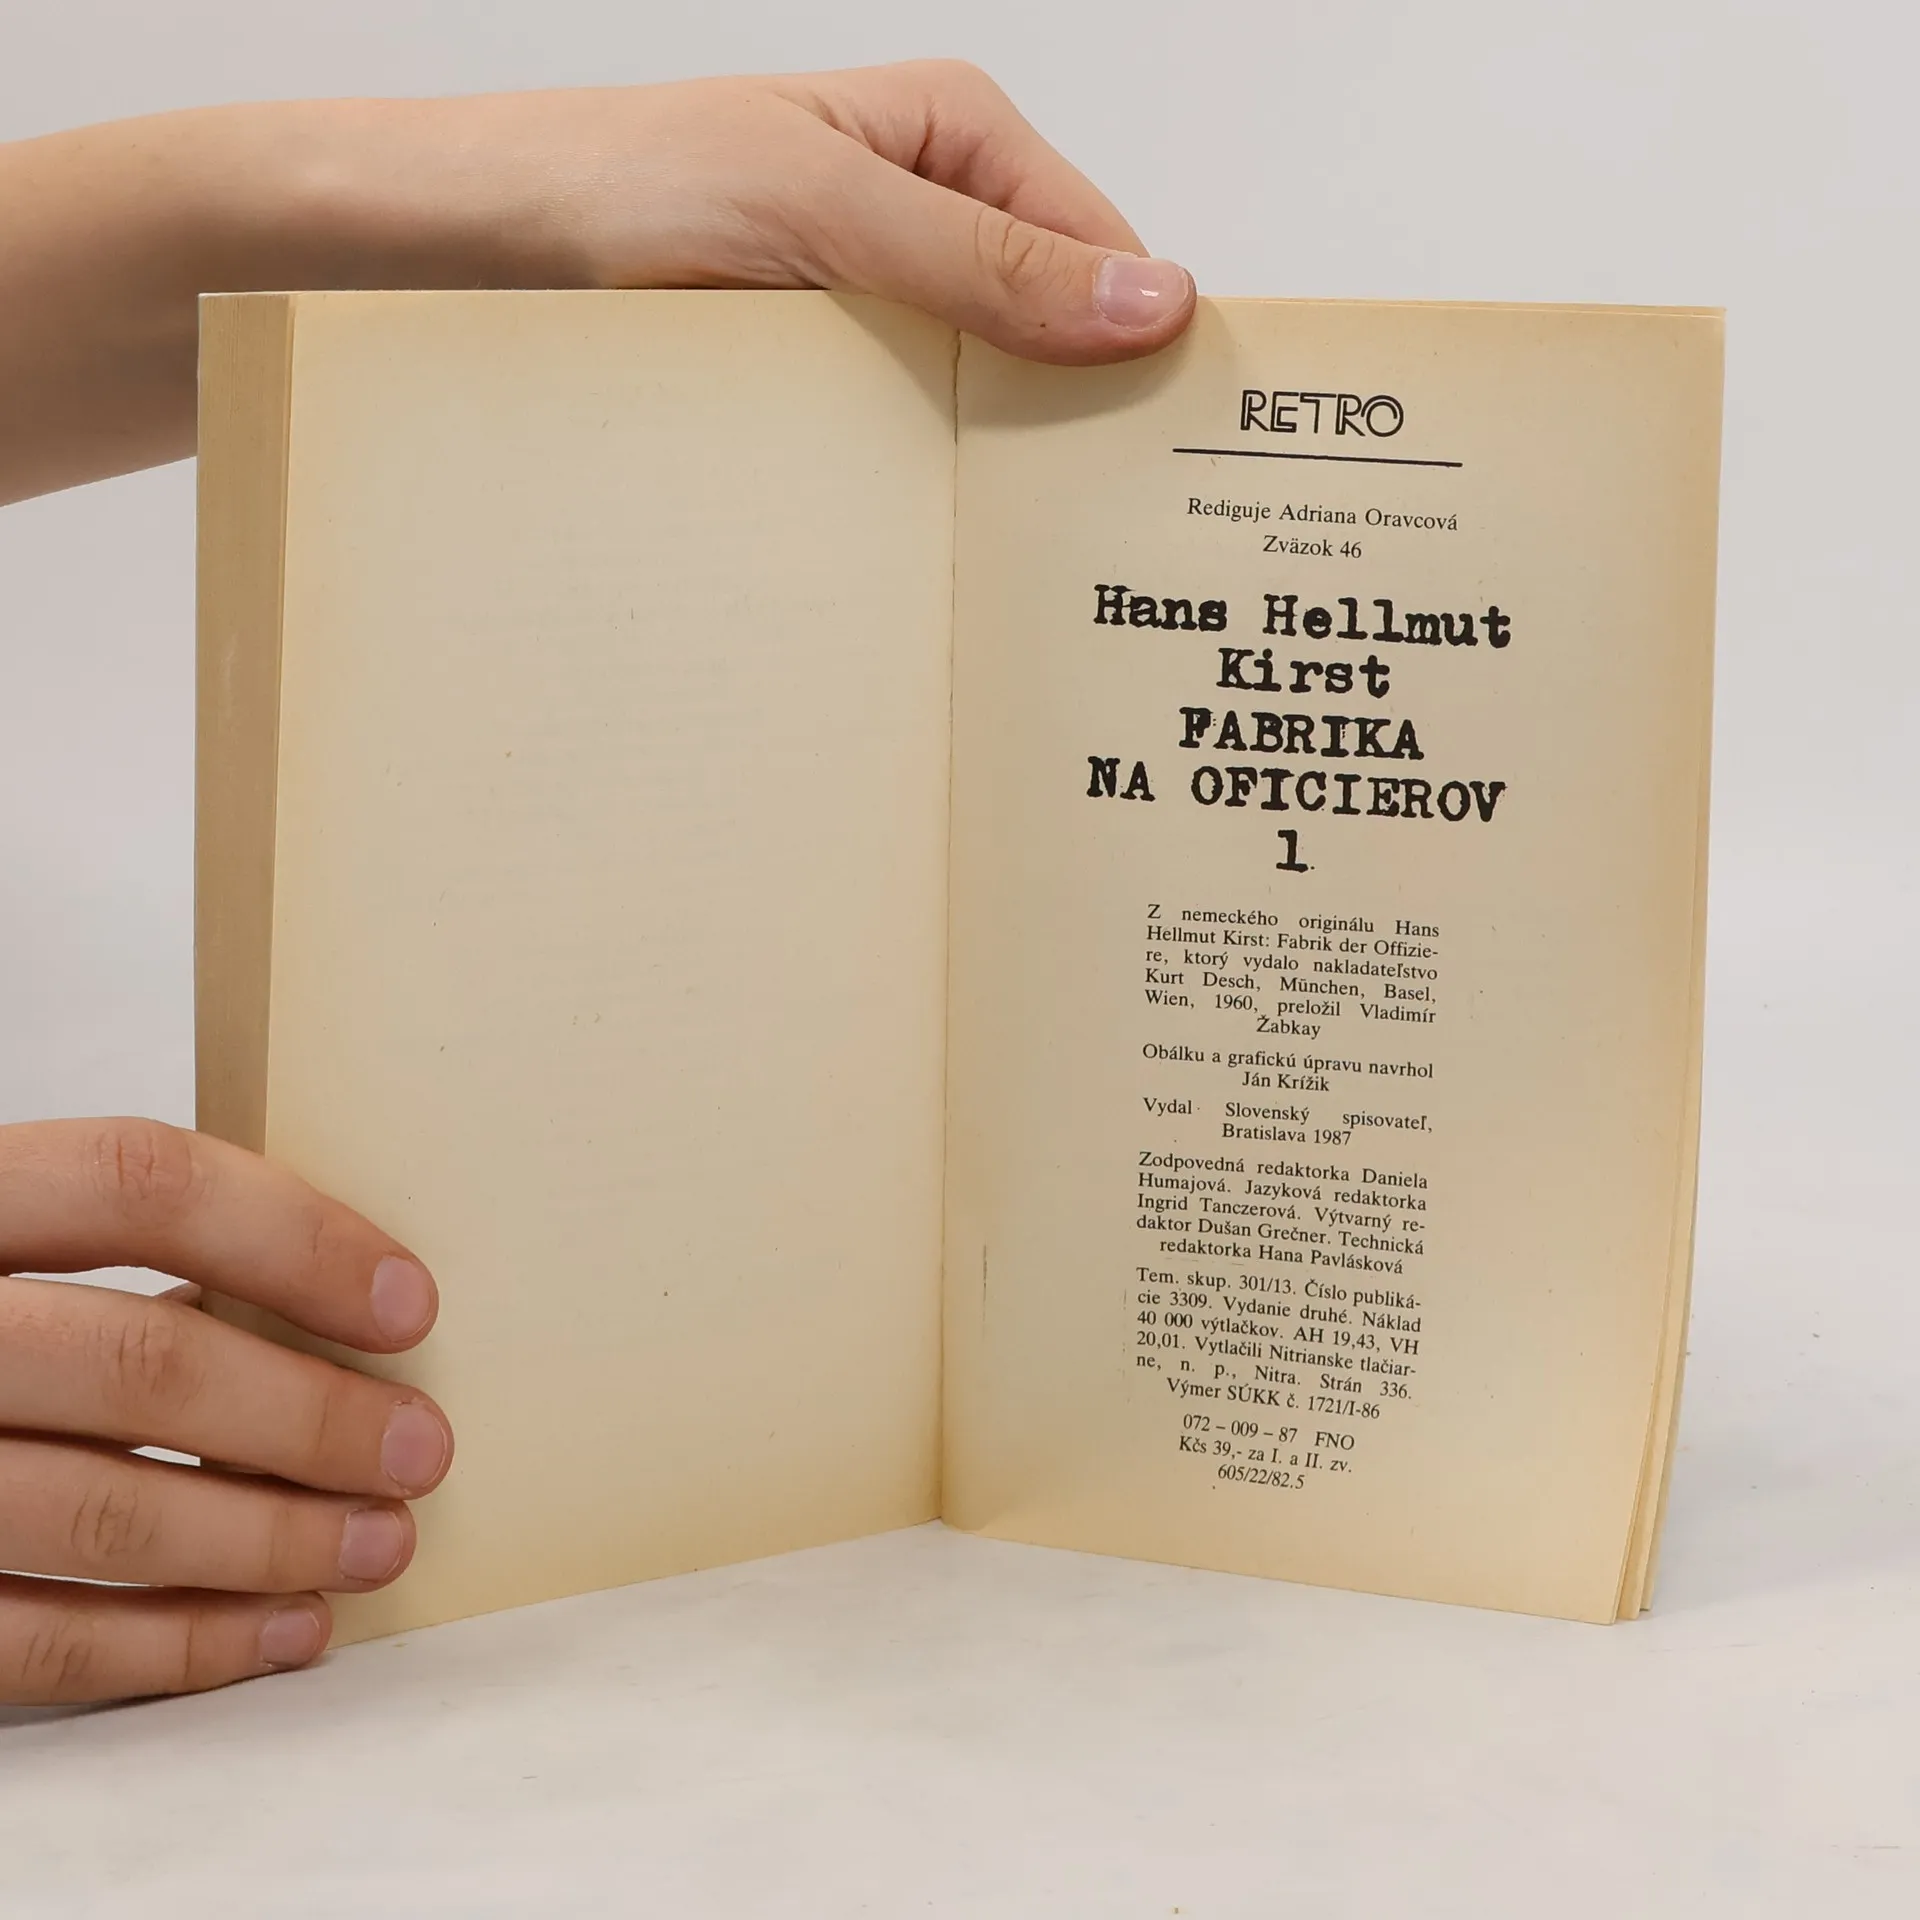 RETRO
Rediguje Adriana Oravcová
Zväzok 46
Hans Hellmut
Kirst
FABRIKA
NA OFICIEROV
1
Z nemeckého originálu Hans
Hellmut Kirst: Fabrik der Offizie-
re, ktorý vydalo nakladateľstvo
Kurt Desch, München, Basel,
Wien, 1960, preložil Vladimír
Žabkay
Obálku a grafickú úpravu navrhol
Ján Krížik
Vydal Slovenský spisovateľ,
Bratislava 1987
Zodpovedná redaktorka Daniela
Humajová. Jazyková redaktorka
Ingrid Tanczerová. Výtvarný re-
daktor Dušan Grečner. Technická
redaktorka Hana Pavlásková
Tem. skup. 301/13. Číslo publiká-
cie 3309. Vydanie druhé. Náklad
40 000 výtlačkov. AH 19,43, VH
20,01. Vytlačili Nitrianske tlačiar-
ne, n. p., Nitra. Strán 336.
Výmer SÚKK č. 1721/I-86
072 – 009 – 87 FNO
Kčs 39,- za I. a II. zv.
605/22/82.5